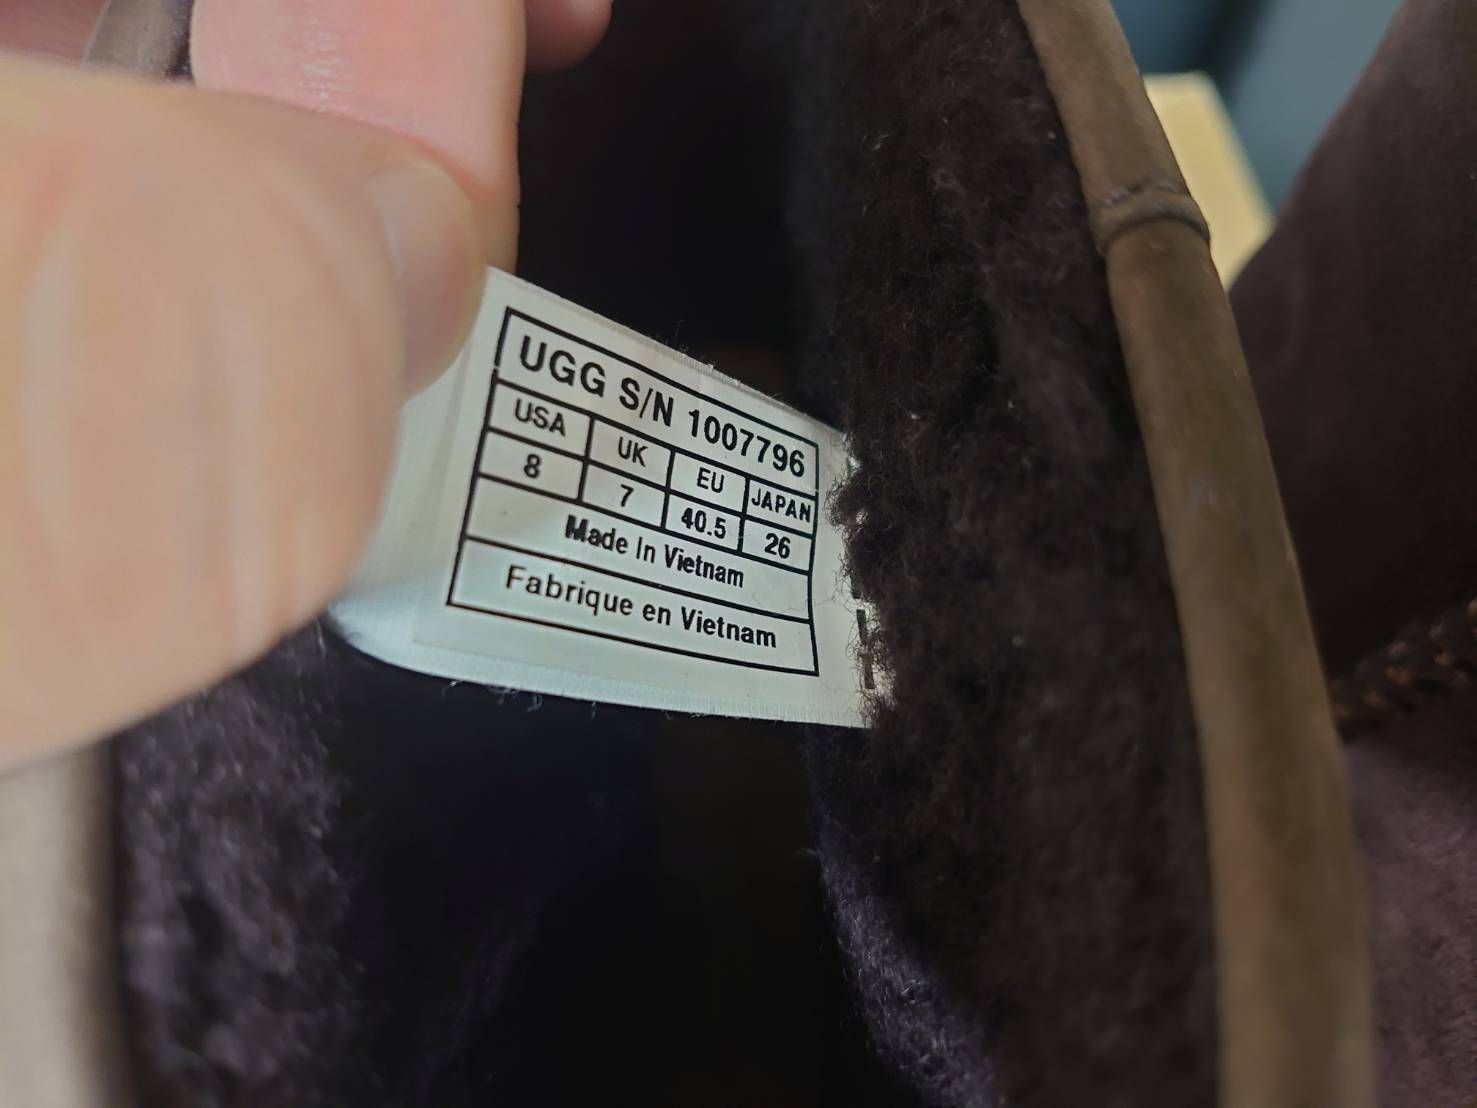 UGG S/N 1007796
USA UK EU JAPAN
8 7 40.5 26
Made In Vietnam
Fabrique en Vietnam